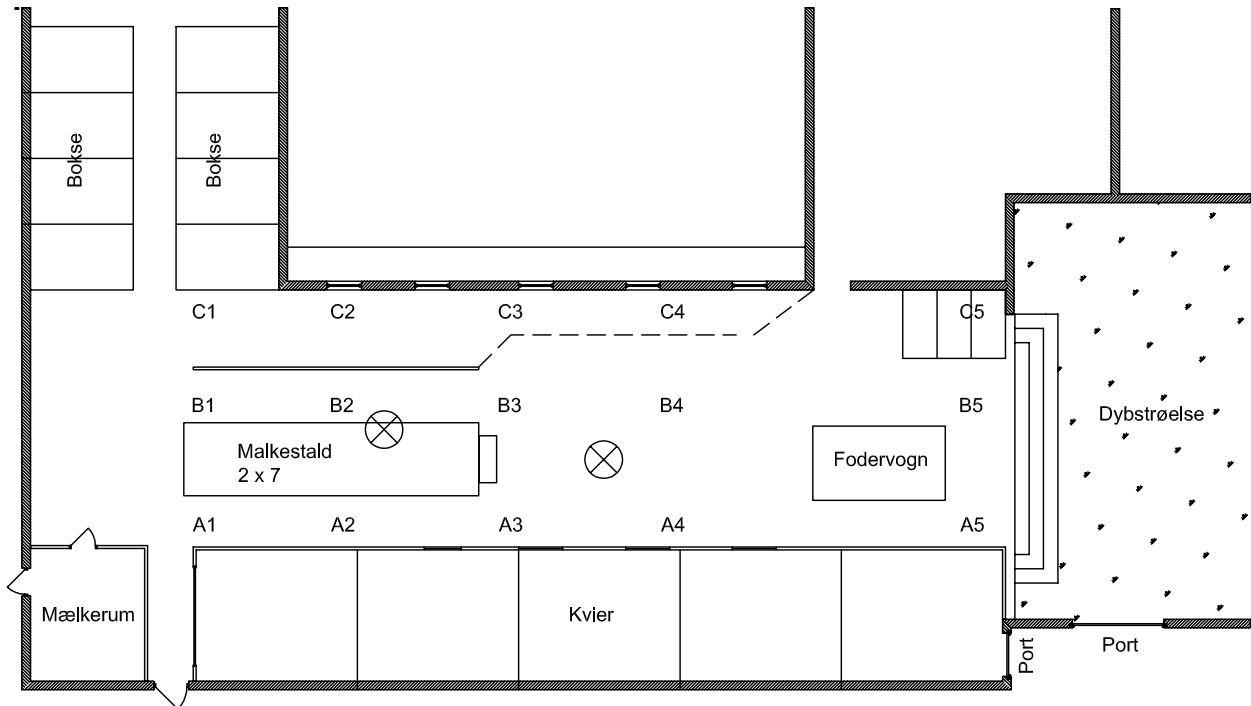 Bokse
Bokse
C1 C2 C3 C4 C5
B1 B2 B3 B4 B5
Dybstrøelse
Malkestald
2 x 7
Fodervogn
A1 A2 A3 A4 A5
Mælkerum
Kvier
Port
Port